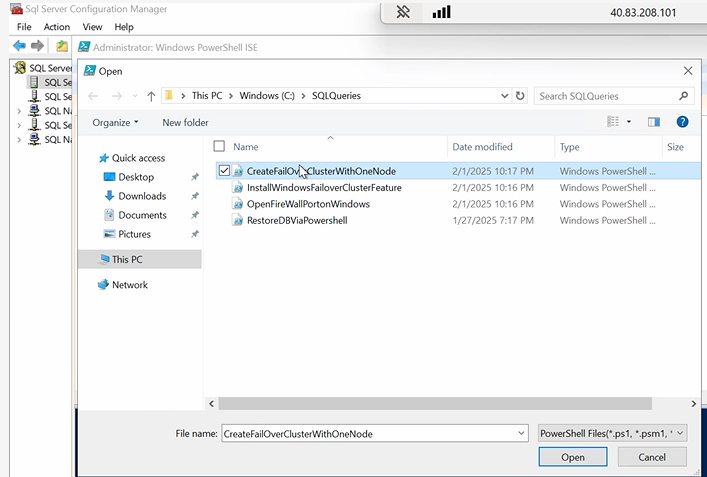 Sql Server Configuration Manager
40.83.208.101
File Action View Help
Administrator: Windows PowerShell ISE
SQL Server
SQL Se
SQL Se
SQL Na
SQL Se
SQL Na
Open
This PC > Windows (C:) > SQLQueries
Search SQLQueries
Organize
New folder
Name Date modified Type Size
Quick access
Desktop
Downloads
Documents
Pictures
This PC
Network
CreateFailOverClusterWithOneNode 2/1/2025 10:17 PM Windows PowerShell ...
InstallWindowsFailoverClusterFeature 2/1/2025 10:16 PM Windows PowerShell ...
OpenFireWallPortonWindows 2/1/2025 10:16 PM Windows PowerShell ...
RestoreDBViaPowershell 1/27/2025 7:17 PM Windows PowerShell ...
File name: CreateFailOverClusterWithOneNode
PowerShell Files(*.ps1, *.psm1, *
Open
Cancel